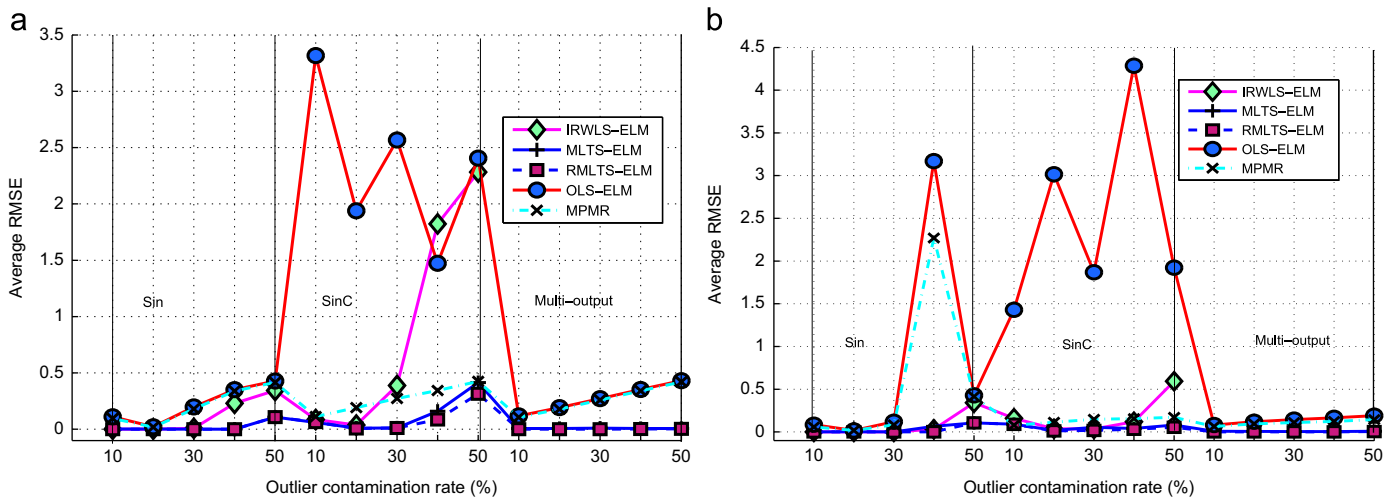 a
3.5
3
2.5
2
1.5
1
0.5
0
Average RMSE
IRWLS−ELM
MLTS−ELM
RMLTS−ELM
OLS−ELM
MPMR
Sin
SinC
Multi−output
10 30 50 10 30 50 10 30 50
Outlier contamination rate (%)
b
4.5
4
3.5
3
2.5
2
1.5
1
0.5
0
Average RMSE
IRWLS−ELM
MLTS−ELM
RMLTS−ELM
OLS−ELM
MPMR
Sin
SinC
Multi−output
10 30 50 10 30 50 10 30 50
Outlier contamination rate (%)